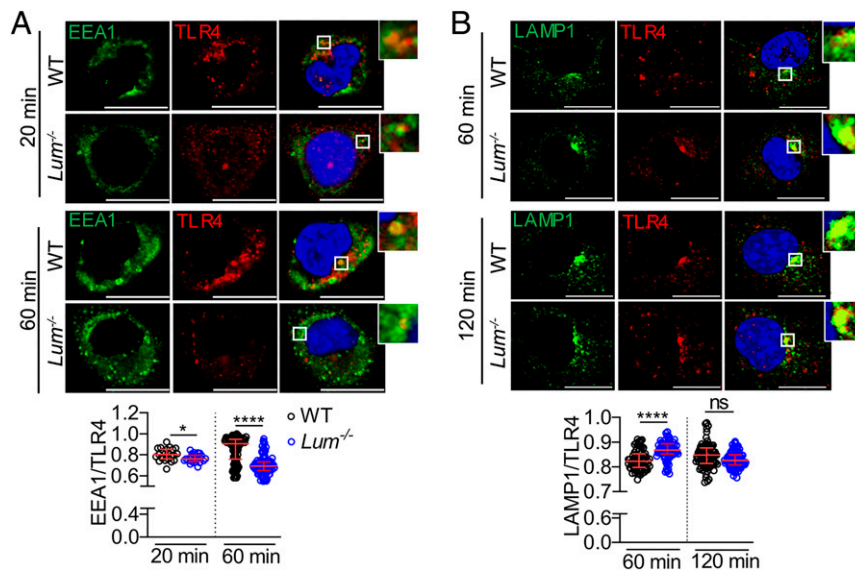 A
EEA1 TLR4
20 min
WT
Lum-/-
EEA1 TLR4
60 min
WT
Lum-/-
EEA1/TLR4
1.2
1.0
0.8
0.6
0.4
0.0
*
****
WT
Lum-/-
20 min 60 min
B
LAMP1 TLR4
60 min
WT
Lum-/-
LAMP1 TLR4
120 min
WT
Lum-/-
LAMP1/TLR4
1.0
0.9
0.8
0.7
0.6
0.0
****
ns
60 min 120 min